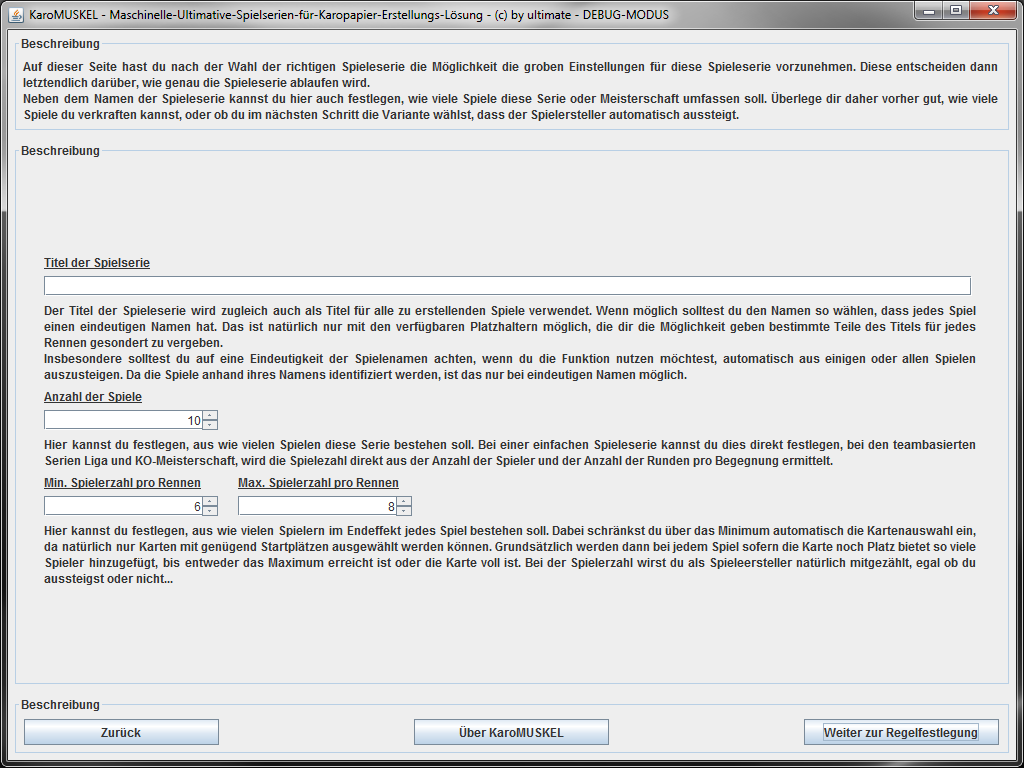 KaroMUSKEL - Maschinelle-Ultimative-Spielserien-für-Karopapier-Erstellungs-Lösung - (c) by ultimate - DEBUG-MODUS
Beschreibung
Auf dieser Seite hast du nach der Wahl der richtigen Spieleserie die Möglichkeit die groben Einstellungen für diese Spieleserie vorzunehmen. Diese entscheiden dann
letztendlich darüber, wie genau die Spieleserie ablaufen wird.
Neben dem Namen der Spieleserie kannst du hier auch festlegen, wie viele Spiele diese Serie oder Meisterschaft umfassen soll. Überlege dir daher vorher gut, wie viele
Spiele du verkraften kannst, oder ob du im nächsten Schritt die Variante wählst, dass der Spielersteller automatisch aussteigt.
Beschreibung
Titel der Spielserie
Der Titel der Spieleserie wird zugleich auch als Titel für alle zu erstellenden Spiele verwendet. Wenn möglich solltest du den Namen so wählen, dass jedes Spiel
einen eindeutigen Namen hat. Das ist natürlich nur mit den verfügbaren Platzhaltern möglich, die dir die Möglichkeit geben bestimmte Teile des Titels für jedes
Rennen gesondert zu vergeben.
Insbesondere solltest du auf eine Eindeutigkeit der Spielenamen achten, wenn du die Funktion nutzen möchtest, automatisch aus einigen oder allen Spielen
auszusteigen. Da die Spiele anhand ihres Namens identifiziert werden, ist das nur bei eindeutigen Namen möglich.
Anzahl der Spiele
10
Hier kannst du festlegen, aus wie vielen Spielen diese Serie bestehen soll. Bei einer einfachen Spieleserie kannst du dies direkt festlegen, bei den teambasierten
Serien Liga und KO-Meisterschaft, wird die Spielezahl direkt aus der Anzahl der Spieler und der Anzahl der Runden pro Begegnung ermittelt.
Min. Spielerzahl pro Rennen Max. Spielerzahl pro Rennen
6 8
Hier kannst du festlegen, aus wie vielen Spielern im Endeffekt jedes Spiel bestehen soll. Dabei schränkst du über das Minimum automatisch die Kartenauswahl ein,
da natürlich nur Karten mit genügend Startplätzen ausgewählt werden können. Grundsätzlich werden dann bei jedem Spiel sofern die Karte noch Platz bietet so viele
Spieler hinzugefügt, bis entweder das Maximum erreicht ist oder die Karte voll ist. Bei der Spielerzahl wirst du als Spieleersteller natürlich mitgezählt, egal ob du
aussteigst oder nicht...
Beschreibung
Zurück Über KaroMUSKEL Weiter zur Regelfestlegung